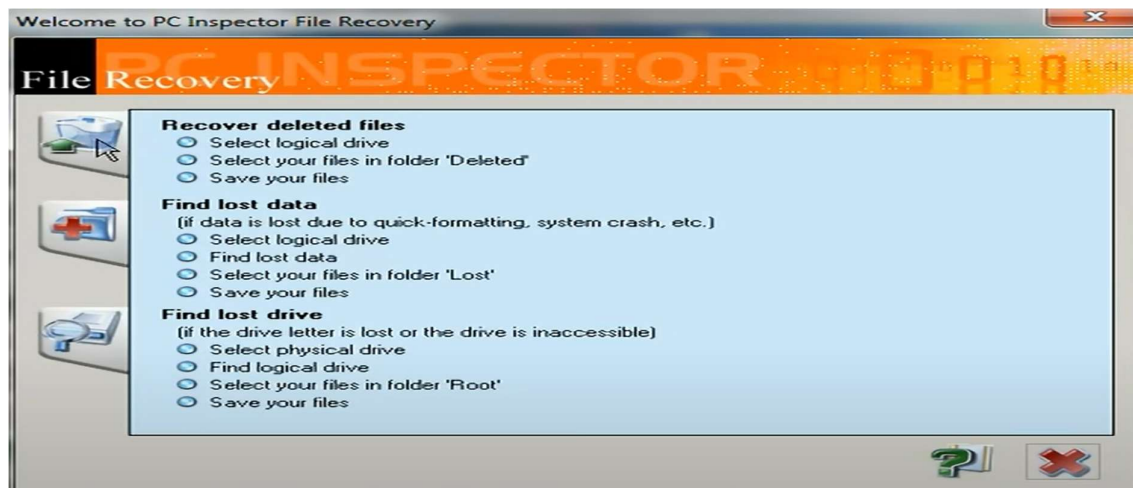 Welcome to PC Inspector File Recovery
PC INSPECTOR
File Recovery
Recover deleted files
Select logical drive
Select your files in folder 'Deleted'
Save your files
Find lost data
(if data is lost due to quick-formatting, system crash, etc.)
Select logical drive
Find lost data
Select your files in folder 'Lost'
Save your files
Find lost drive
(if the drive letter is lost or the drive is inaccessible)
Select physical drive
Find logical drive
Select your files in folder 'Root'
Save your files